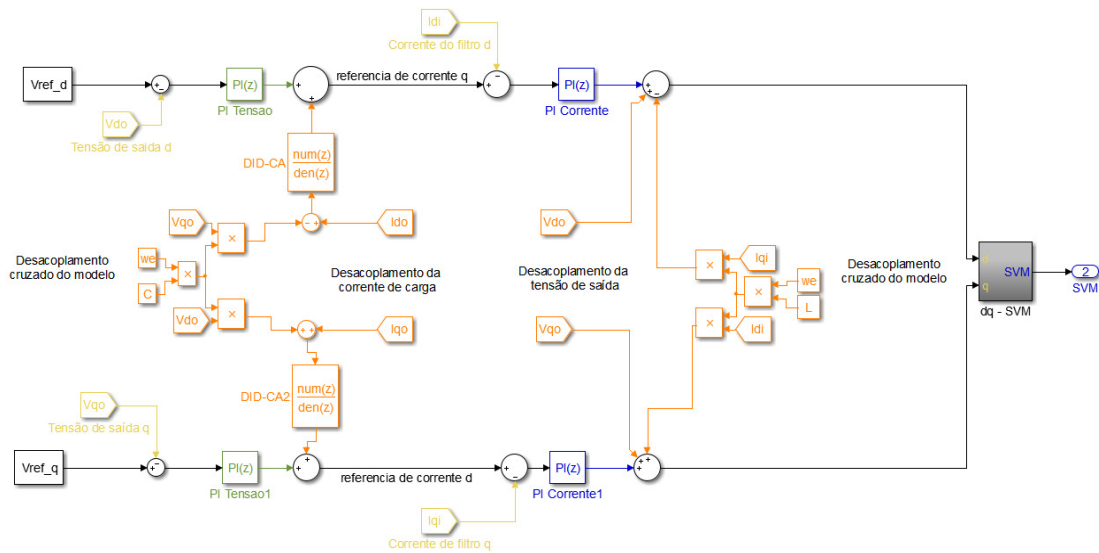 Idi
Corrente do filtro d
referencia de corrente q
Vref_d
PI(z)
PI Tensao
PI(z)
PI Corrente
Vdo
Tensão de saida d
DID-CA
num(z)
den(z)
Vqo
Ido
Vdo
we
C
Desacoplamento
cruzado do modelo
Desacoplamento da
corrente de carga
Desacoplamento da
tensão de saída
Iqi
we
L
Desacoplamento
cruzado do modelo
d
q
SVM
2
SVM
dq - SVM
Vdo
Iqo
Vqo
Idi
DID-CA2
num(z)
den(z)
Vqo
Tensão de saída q
Vref_q
PI(z)
PI Tensao1
referencia de corrente d
PI(z)
PI Corrente1
Iqi
Corrente de filtro q